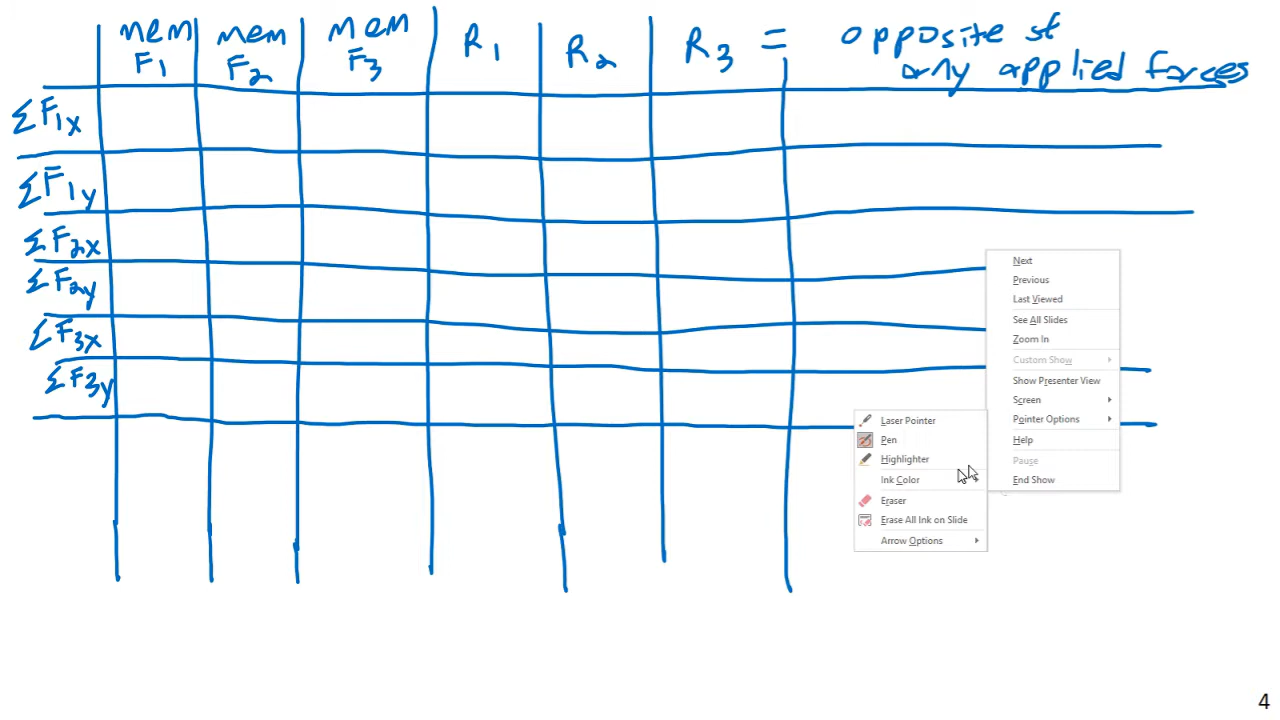 mem mem mem R1 R2 R3 = opposite of
F1 F2 F3 any applied forces
ΣF1x
ΣF1y
ΣF2x
ΣF2y
ΣF3x
ΣF3y
Next
Previous
Last Viewed
See All Slides
Zoom In
Custom Show
Show Presenter View
Screen
Pointer Options
Help
Pause
End Show
Laser Pointer
Pen
Highlighter
Ink Color
Eraser
Erase All Ink on Slide
Arrow Options
4